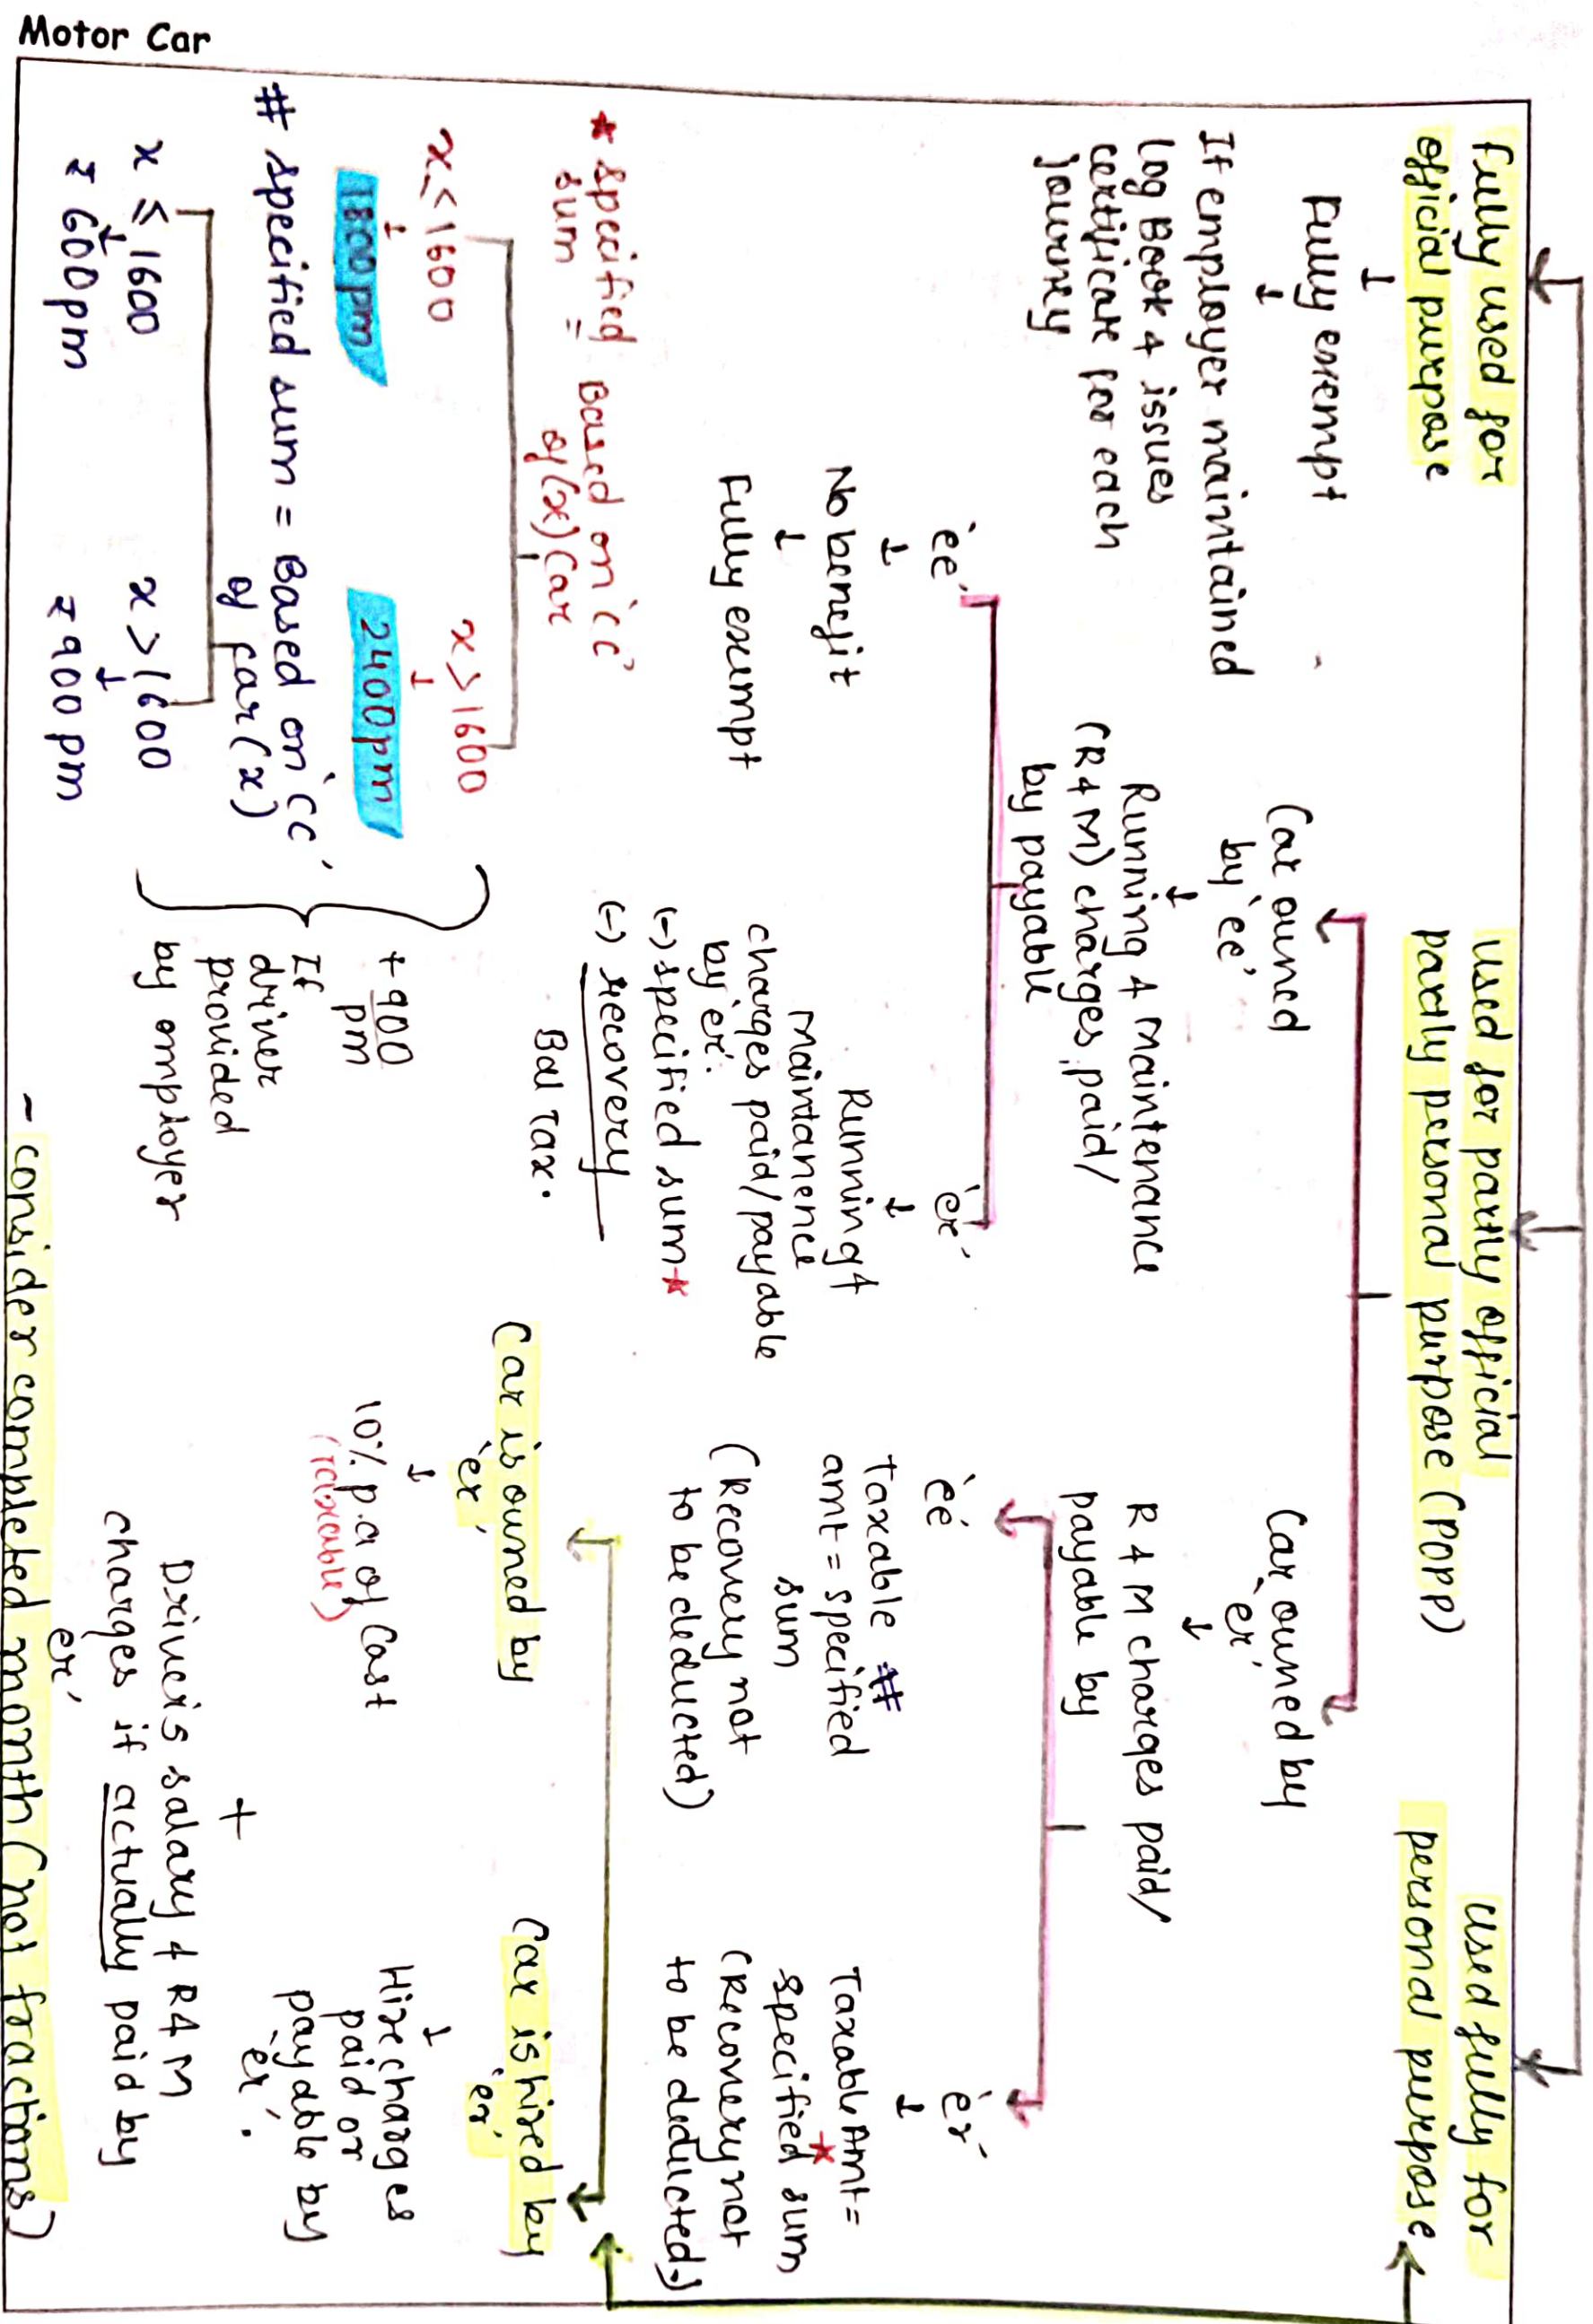 Motor Car
Fully used for
official purpose
Fully exempt
If employer maintained
log Book & issues
certificate for each
journey
Used for partly official
partly personal purpose (POPP)
Car owned
by 'ee'
Running & Maintenance
(R & M) charges paid/
by payable
'ee'
No benefit
Fully exempt
'er'
Running &
Maintanence
charges paid/payable
by er.
(-) specified sum*
(-) recovery
Bal Tax.
Car owned by
'er'
R & M charges paid/
payable by
'ee'
Taxable #
amt = specified
sum
(Recovery not
to be deducted)
'er'
Taxable Amt =
specified sum *
(Recovery not
to be deducted)
Used fully for
personal purpose
Car is owned by
'er'
10% p.a of Cost
(Taxable)
Car is hired by
'er'
Hire charges
paid or
payable by
'er'.
+
Driver's salary & R&M
charges if actually paid by
er'
* Specified = Based on 'cc'
sum of (x) Car
x ≤ 1600
1800 pm
x > 1600
2400 pm
# specified sum = Based on 'cc'
of car (x)
x ≤ 1600
₹ 600 pm
x > 1600
₹ 900 pm
+ 900
pm
If
driver
provided
by employer
~ consider completed month (not fractions)